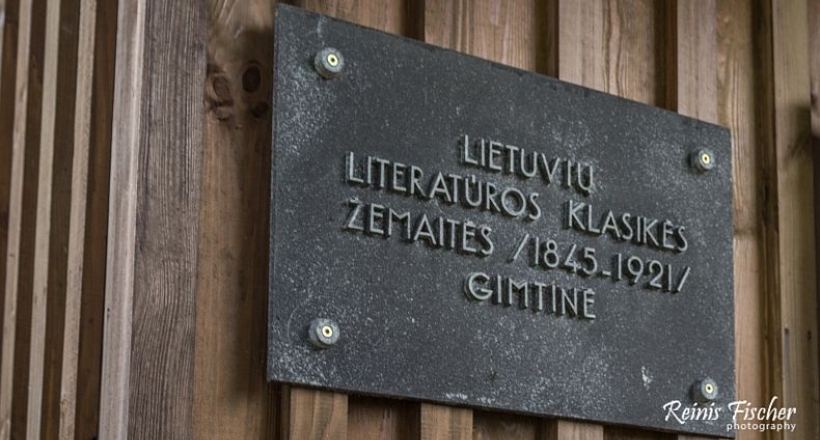 LIETUVIŲ
LITERATŪROS KLASIKĖS
ŽEMAITĖS /1845-1921/
GIMTINĖ
Reinis Fischer
photography